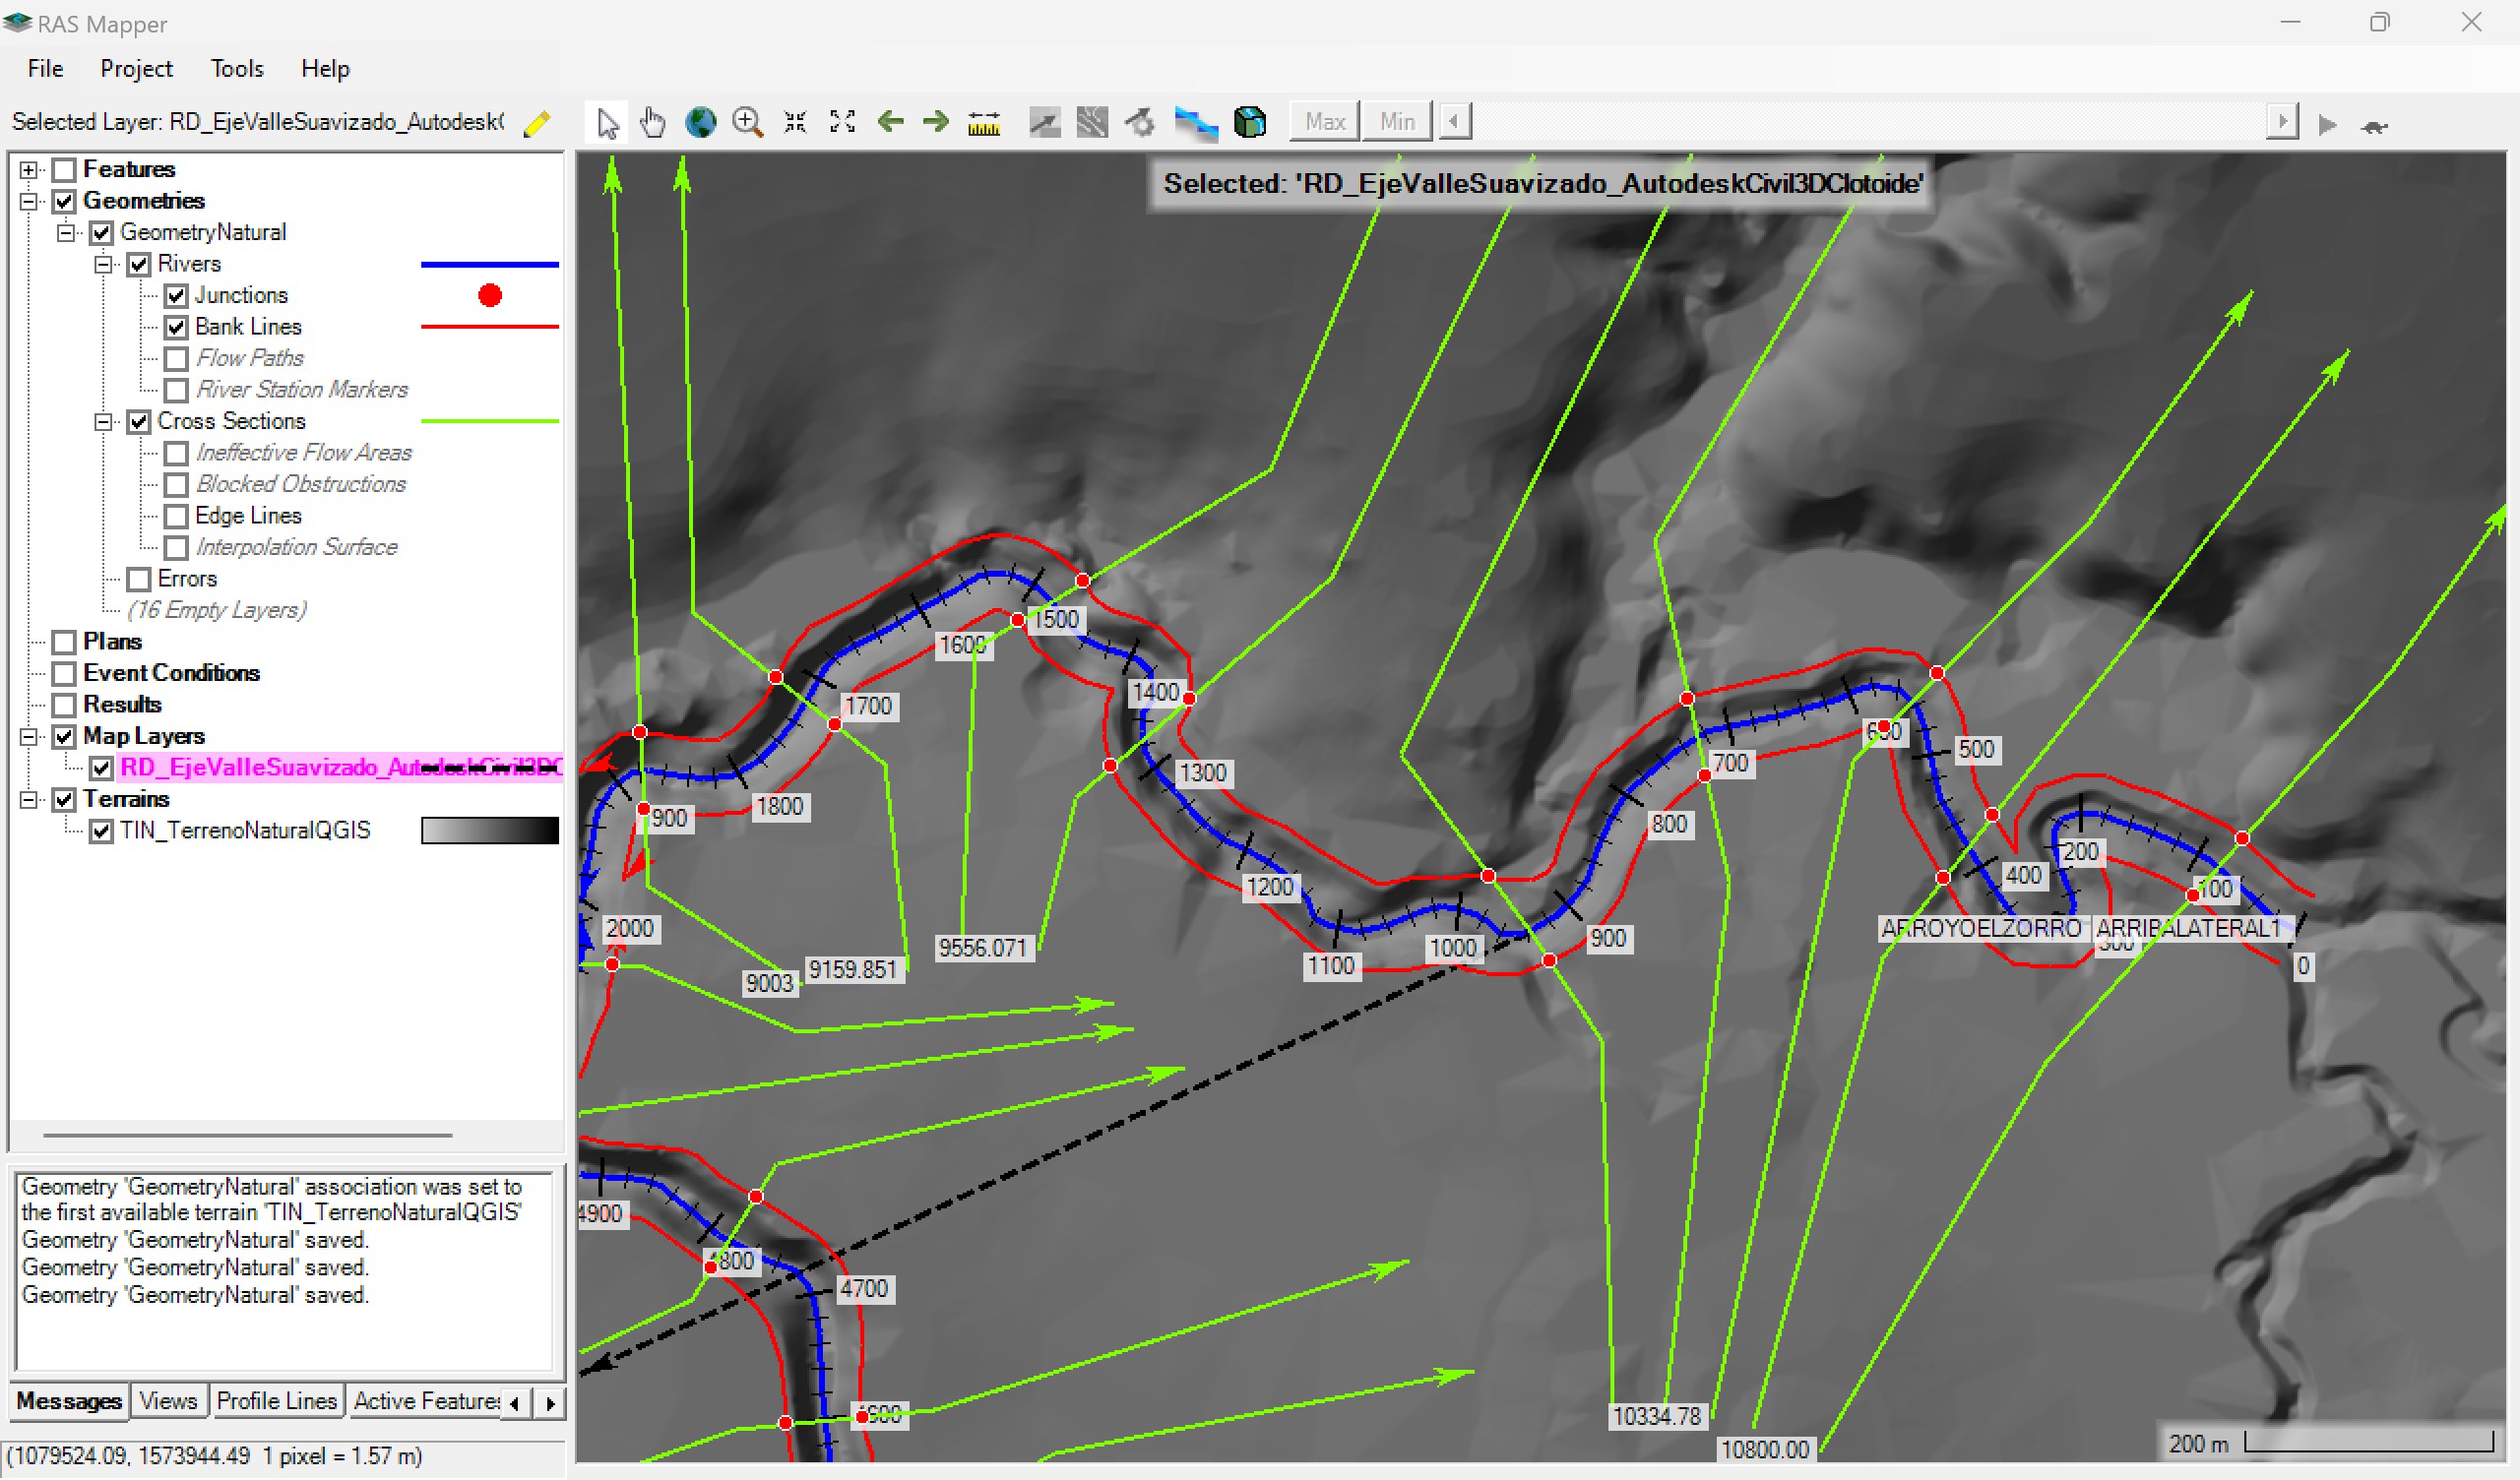 RAS Mapper
File Project Tools Help
Selected Layer: RD_EjeValleSuavizado_Autodesk
Max Min
Features
Geometries
GeometryNatural
Rivers
Junctions
Bank Lines
Flow Paths
River Station Markers
Cross Sections
Ineffective Flow Areas
Blocked Obstructions
Edge Lines
Interpolation Surface
Errors
(16 Empty Layers)
Plans
Event Conditions
Results
Map Layers
RD_EjeValleSuavizado_AutodeskCivil3DC
Terrains
TIN_TerrenoNaturalQGIS
Geometry 'GeometryNatural' association was set to
the first available terrain 'TIN_TerrenoNaturalQGIS'
Geometry 'GeometryNatural' saved.
Geometry 'GeometryNatural' saved.
Geometry 'GeometryNatural' saved.
Messages Views Profile Lines Active Features
(1079524.09, 1573944.49 1 pixel = 1.57 m)
Selected: 'RD_EjeValleSuavizado_AutodeskCivil3DClotoide'
1500
1600
1400
1700
600
500
700
1300
1800
900
800
200
400
1200
100
2000
ARROYOELZORRO ARRIBALATERAL1
300
900
1000
1100
0
9556.071
9159.851
9003
4900
4800
4700
4600
10334.78
10800.00
200 m